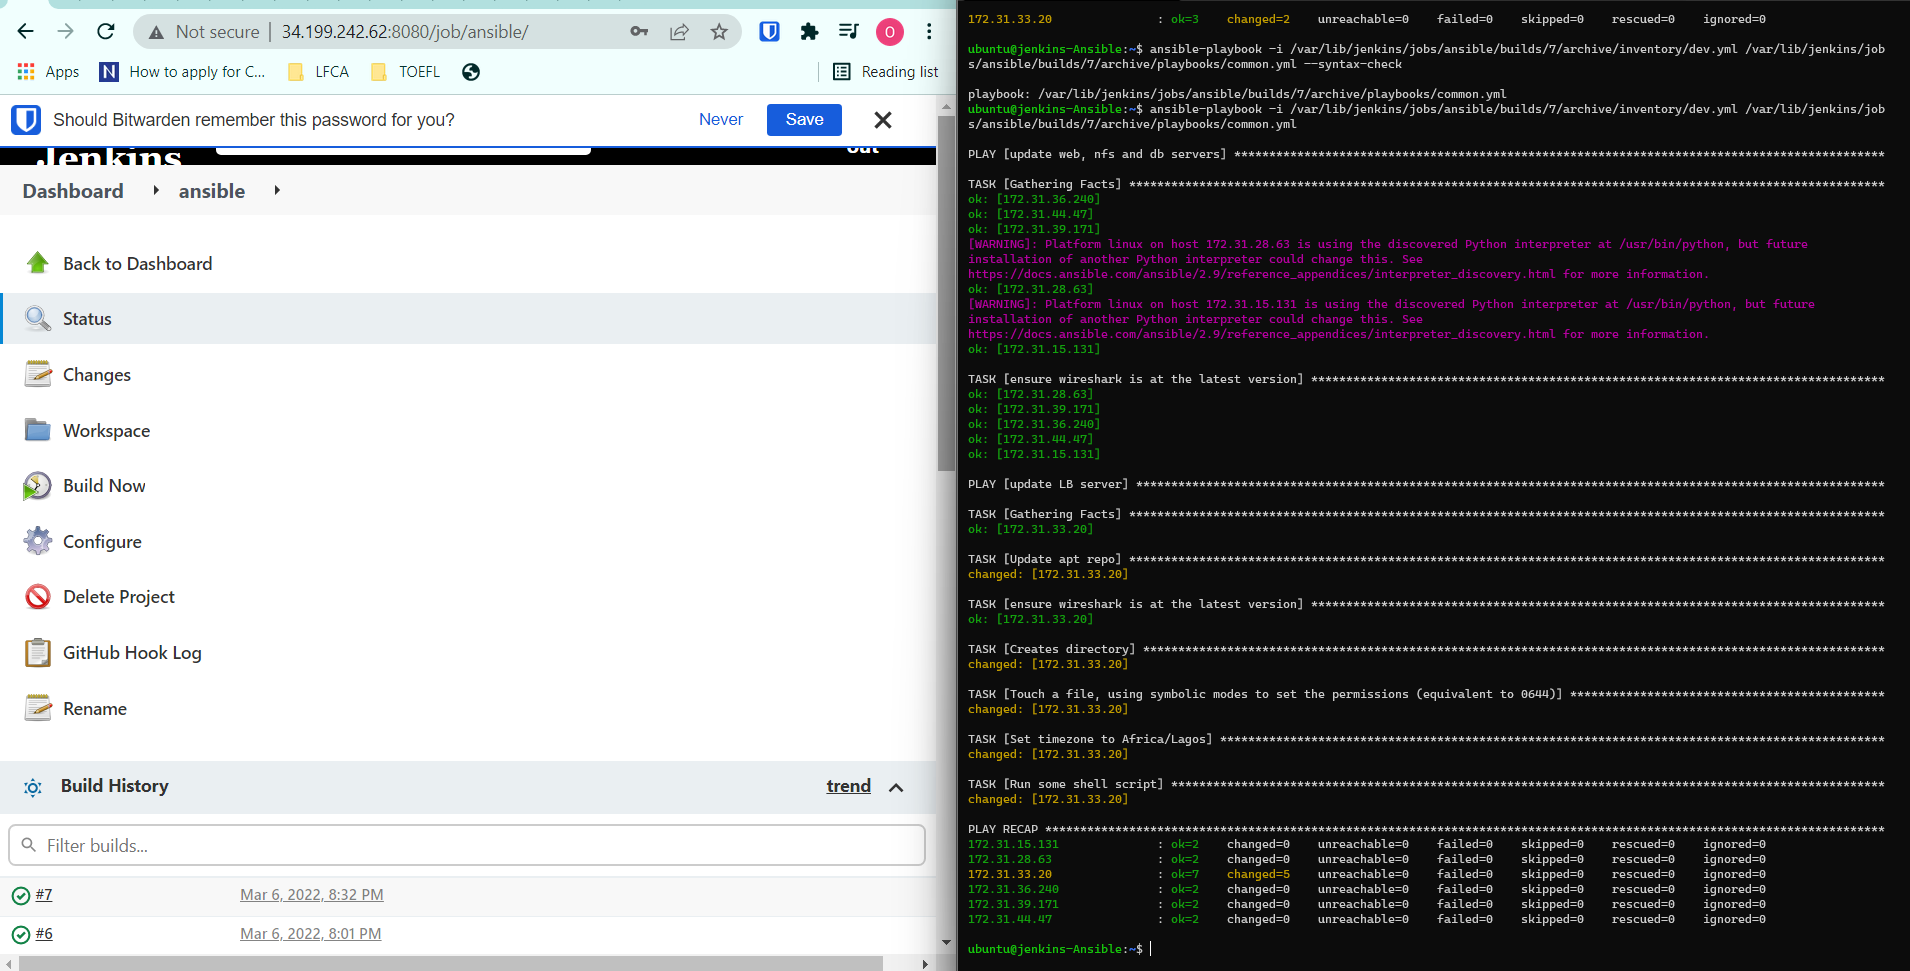 Not secure | 34.199.242.62:8080/job/ansible/
O
Apps
How to apply for C...
LFCA
TOEFL
Reading list
Should Bitwarden remember this password for you?
Never
Save
Jenkins
out
Dashboard
ansible
Back to Dashboard
Status
Changes
Workspace
Build Now
Configure
Delete Project
GitHub Hook Log
Rename
Build History
trend
Filter builds...
#7 Mar 6, 2022, 8:32 PM
#6 Mar 6, 2022, 8:01 PM
172.31.33.20 : ok=3 changed=2 unreachable=0 failed=0 skipped=0 rescued=0 ignored=0
ubuntu@jenkins-Ansible:~$ ansible-playbook -i /var/lib/jenkins/jobs/ansible/builds/7/archive/inventory/dev.yml /var/lib/jenkins/job
s/ansible/builds/7/archive/playbooks/common.yml --syntax-check
playbook: /var/lib/jenkins/jobs/ansible/builds/7/archive/playbooks/common.yml
ubuntu@jenkins-Ansible:~$ ansible-playbook -i /var/lib/jenkins/jobs/ansible/builds/7/archive/inventory/dev.yml /var/lib/jenkins/job
s/ansible/builds/7/archive/playbooks/common.yml
PLAY [update web, nfs and db servers] *********************************************************************************************
TASK [Gathering Facts] ************************************************************************************************************
ok: [172.31.36.240]
ok: [172.31.44.47]
ok: [172.31.39.171]
[WARNING]: Platform linux on host 172.31.28.63 is using the discovered Python interpreter at /usr/bin/python, but future
installation of another Python interpreter could change this. See
https://docs.ansible.com/ansible/2.9/reference_appendices/interpreter_discovery.html for more information.
ok: [172.31.28.63]
[WARNING]: Platform linux on host 172.31.15.131 is using the discovered Python interpreter at /usr/bin/python, but future
installation of another Python interpreter could change this. See
https://docs.ansible.com/ansible/2.9/reference_appendices/interpreter_discovery.html for more information.
ok: [172.31.15.131]
TASK [ensure wireshark is at the latest version] **********************************************************************************
ok: [172.31.28.63]
ok: [172.31.39.171]
ok: [172.31.36.240]
ok: [172.31.44.47]
ok: [172.31.15.131]
PLAY [update LB server] ***********************************************************************************************************
TASK [Gathering Facts] ************************************************************************************************************
ok: [172.31.33.20]
TASK [Update apt repo] ************************************************************************************************************
changed: [172.31.33.20]
TASK [ensure wireshark is at the latest version] **********************************************************************************
ok: [172.31.33.20]
TASK [Creates directory] **********************************************************************************************************
changed: [172.31.33.20]
TASK [Touch a file, using symbolic modes to set the permissions (equivalent to 0644)] *********************************************
changed: [172.31.33.20]
TASK [Set timezone to Africa/Lagos] ***********************************************************************************************
changed: [172.31.33.20]
TASK [Run some shell script] ******************************************************************************************************
changed: [172.31.33.20]
PLAY RECAP ************************************************************************************************************************
172.31.15.131 : ok=2 changed=0 unreachable=0 failed=0 skipped=0 rescued=0 ignored=0
172.31.28.63 : ok=2 changed=0 unreachable=0 failed=0 skipped=0 rescued=0 ignored=0
172.31.33.20 : ok=7 changed=5 unreachable=0 failed=0 skipped=0 rescued=0 ignored=0
172.31.36.240 : ok=2 changed=0 unreachable=0 failed=0 skipped=0 rescued=0 ignored=0
172.31.39.171 : ok=2 changed=0 unreachable=0 failed=0 skipped=0 rescued=0 ignored=0
172.31.44.47 : ok=2 changed=0 unreachable=0 failed=0 skipped=0 rescued=0 ignored=0
ubuntu@jenkins-Ansible:~$